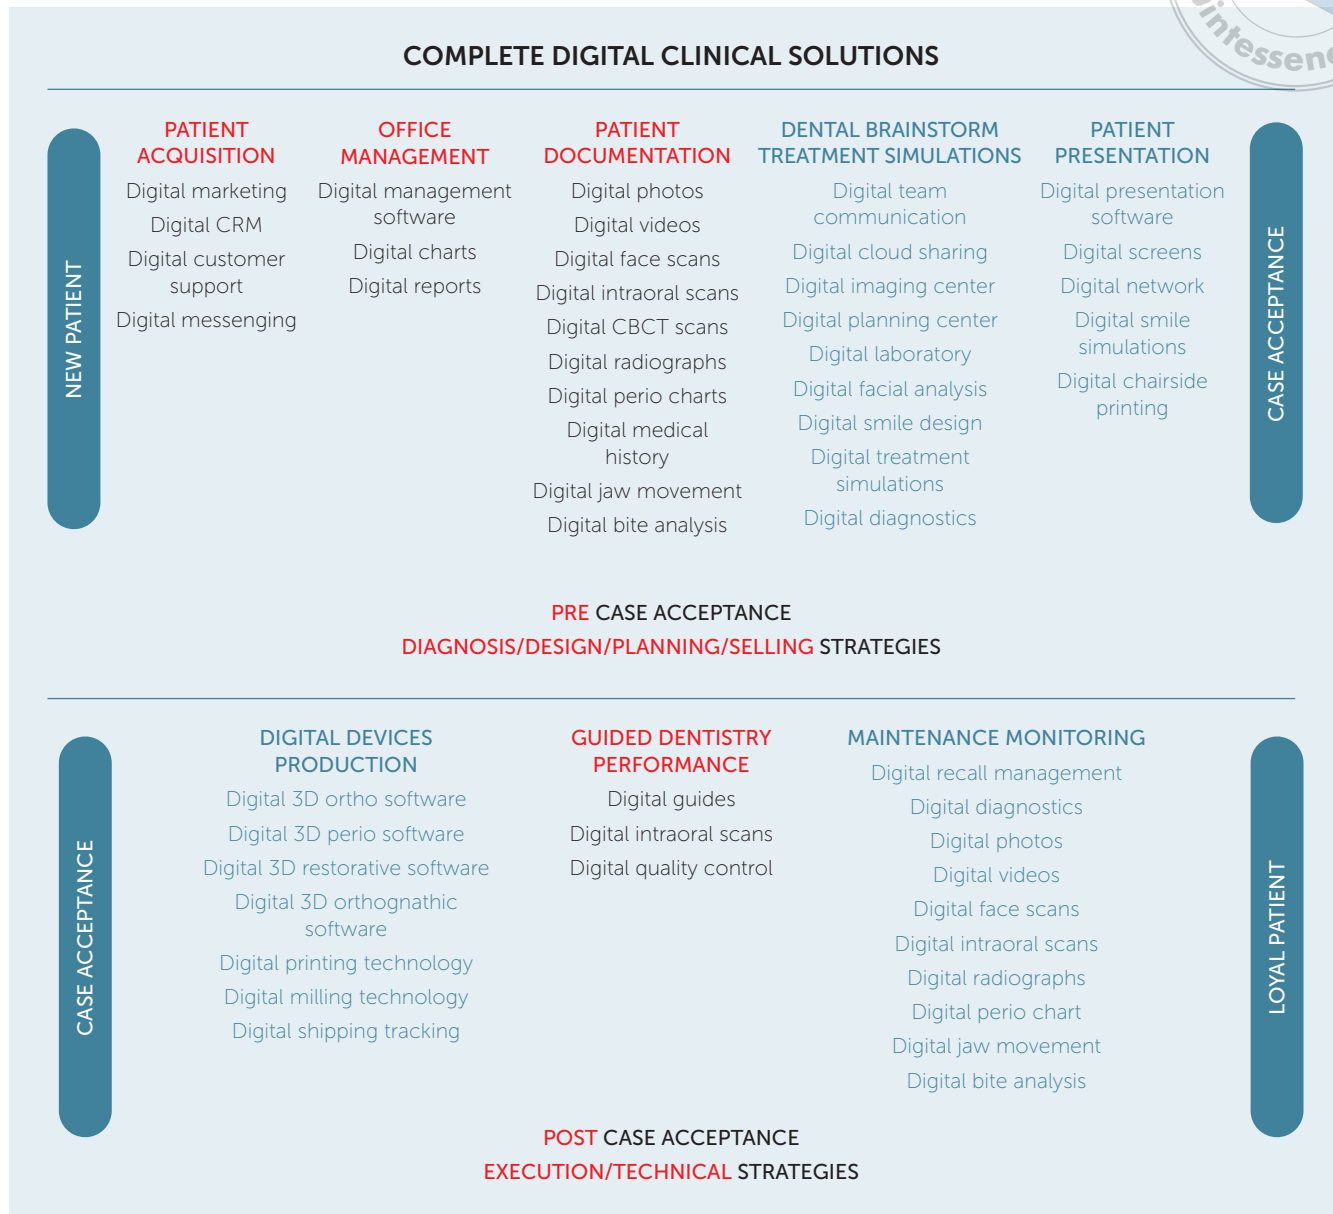 COMPLETE DIGITAL CLINICAL SOLUTIONS
NEW PATIENT
PATIENT
ACQUISITION
Digital marketing
Digital CRM
Digital customer
support
Digital messenging
OFFICE
MANAGEMENT
Digital management
software
Digital charts
Digital reports
PATIENT
DOCUMENTATION
Digital photos
Digital videos
Digital face scans
Digital intraoral scans
Digital CBCT scans
Digital radiographs
Digital perio charts
Digital medical
history
Digital jaw movement
Digital bite analysis
DENTAL BRAINSTORM
TREATMENT SIMULATIONS
Digital team
communication
Digital cloud sharing
Digital imaging center
Digital planning center
Digital laboratory
Digital facial analysis
Digital smile design
Digital treatment
simulations
Digital diagnostics
PATIENT
PRESENTATION
Digital presentation
software
Digital screens
Digital network
Digital smile
simulations
Digital chairside
printing
CASE ACCEPTANCE
PRE CASE ACCEPTANCE
DIAGNOSIS/DESIGN/PLANNING/SELLING STRATEGIES
CASE ACCEPTANCE
DIGITAL DEVICES
PRODUCTION
Digital 3D ortho software
Digital 3D perio software
Digital 3D restorative software
Digital 3D orthognathic
software
Digital printing technology
Digital milling technology
Digital shipping tracking
GUIDED DENTISTRY
PERFORMANCE
Digital guides
Digital intraoral scans
Digital quality control
MAINTENANCE MONITORING
Digital recall management
Digital diagnostics
Digital photos
Digital videos
Digital face scans
Digital intraoral scans
Digital radiographs
Digital perio chart
Digital jaw movement
Digital bite analysis
LOYAL PATIENT
POST CASE ACCEPTANCE
EXECUTION/TECHNICAL STRATEGIES